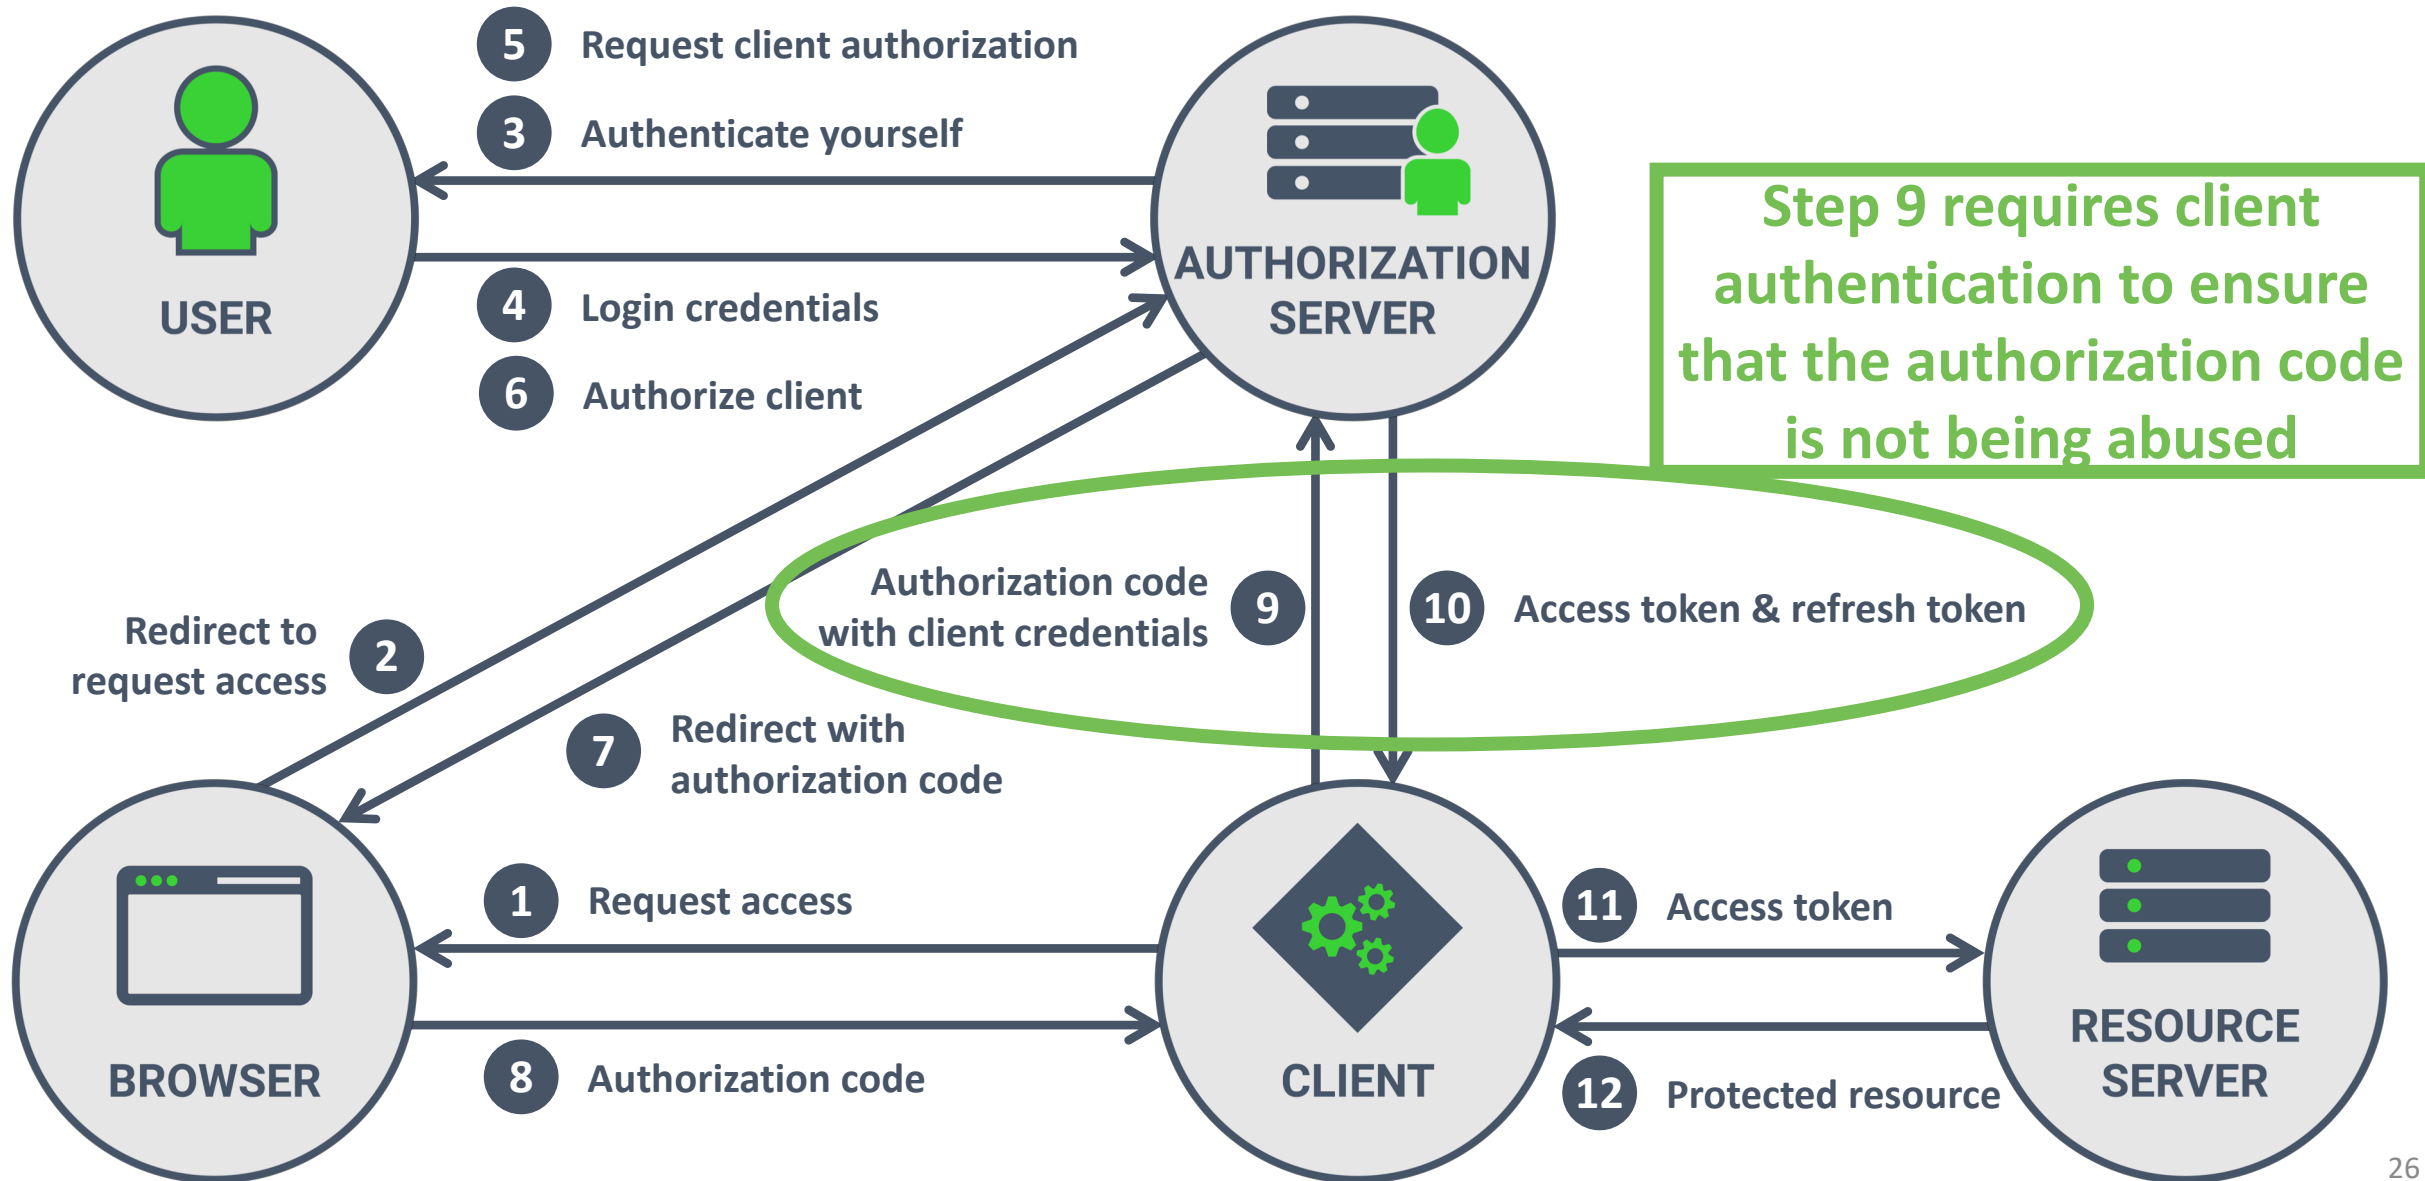 5 Request client authorization
3 Authenticate yourself
USER
4 Login credentials
6 Authorize client
AUTHORIZATION
SERVER
Step 9 requires client
authentication to ensure
that the authorization code
is not being abused
Redirect to
request access
2
Authorization code
with client credentials
9
10 Access token & refresh token
7
Redirect with
authorization code
1 Request access
BROWSER
8 Authorization code
CLIENT
11 Access token
12 Protected resource
RESOURCE
SERVER
26